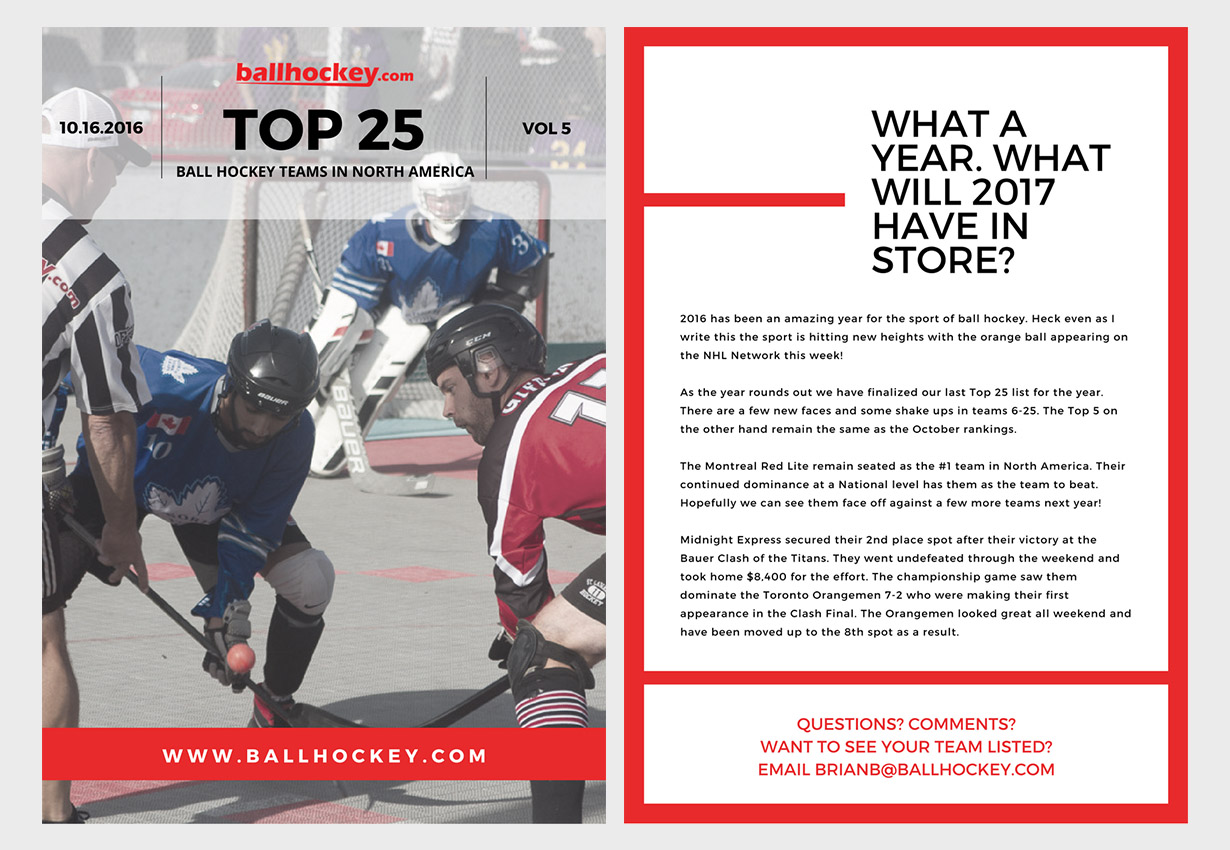 ballhockey.com
10.16.2016
TOP 25
VOL 5
BALL HOCKEY TEAMS IN NORTH AMERICA
34
.com
3
BAUER
CCM
BAUER
10
WWW.BALLHOCKEY.COM
WHAT A
YEAR. WHAT
WILL 2017
HAVE IN
STORE?
2016 has been an amazing year for the sport of ball hockey. Heck even as I
write this the sport is hitting new heights with the orange ball appearing on
the NHL Network this week!
As the year rounds out we have finalized our last Top 25 list for the year.
There are a few new faces and some shake ups in teams 6-25. The Top 5 on
the other hand remain the same as the October rankings.
The Montreal Red Lite remain seated as the #1 team in North America. Their
continued dominance at a National level has them as the team to beat.
Hopefully we can see them face off against a few more teams next year!
Midnight Express secured their 2nd place spot after their victory at the
Bauer Clash of the Titans. They went undefeated through the weekend and
took home $8,400 for the effort. The championship game saw them
dominate the Toronto Orangemen 7-2 who were making their first
appearance in the Clash Final. The Orangemen looked great all weekend and
have been moved up to the 8th spot as a result.
QUESTIONS? COMMENTS?
WANT TO SEE YOUR TEAM LISTED?
EMAIL BRIANB@BALLHOCKEY.COM